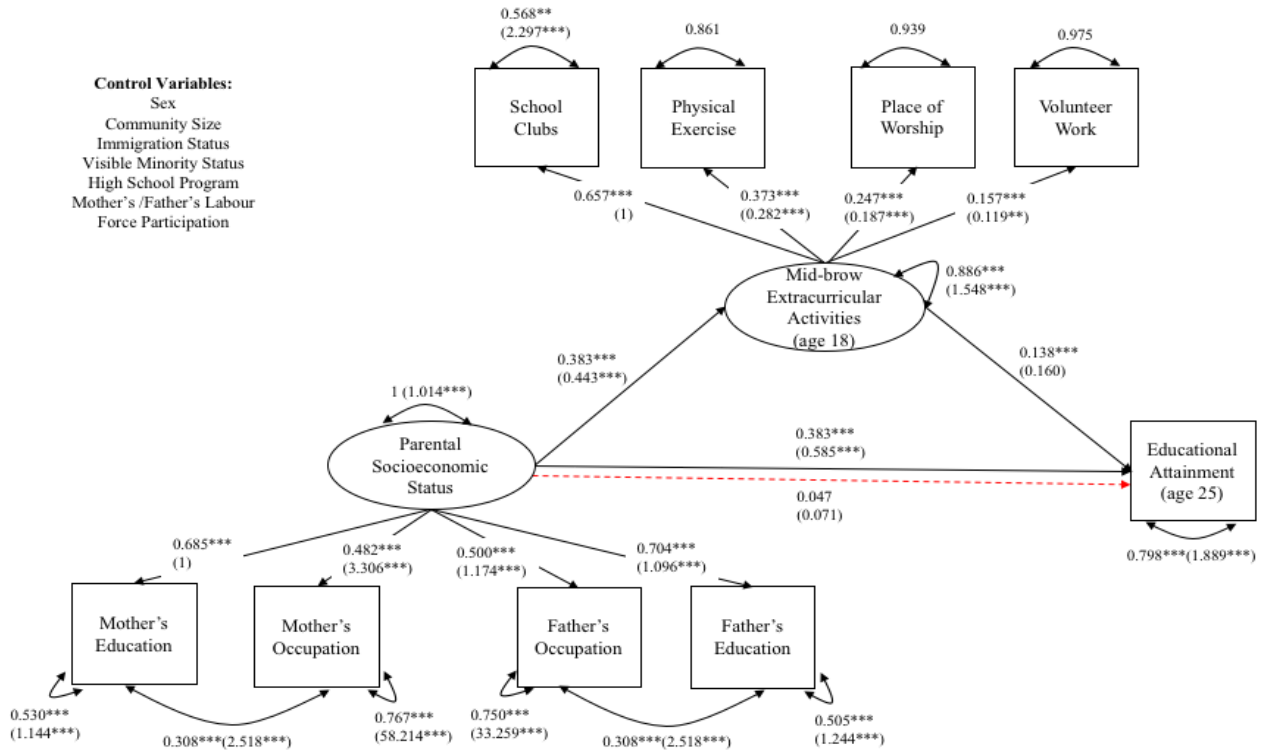 0.568**
(2.297***)
0.861
0.939
0.975
Control Variables:
Sex
Community Size
Immigration Status
Visible Minority Status
High School Program
Mother's /Father's Labour
Force Participation
School
Clubs
Physical
Exercise
Place of
Worship
Volunteer
Work
0.657***
(1)
0.373***
(0.282***)
0.247***
(0.187***)
0.157***
(0.119**)
Mid-brow
Extracurricular
Activities
(age 18)
0.886***
(1.548***)
0.383***
(0.443***)
0.138***
(0.160)
1 (1.014***)
Parental
Socioeconomic
Status
0.383***
(0.585***)
0.047
(0.071)
Educational
Attainment
(age 25)
0.798***(1.889***)
0.685***
(1)
0.482***
(3.306***)
0.500***
(1.174***)
0.704***
(1.096***)
Mother's
Education
Mother's
Occupation
Father's
Occupation
Father's
Education
0.530***
(1.144***)
0.308***(2.518***)
0.767***
(58.214***)
0.750***
(33.259***)
0.308***(2.518***)
0.505***
(1.244***)